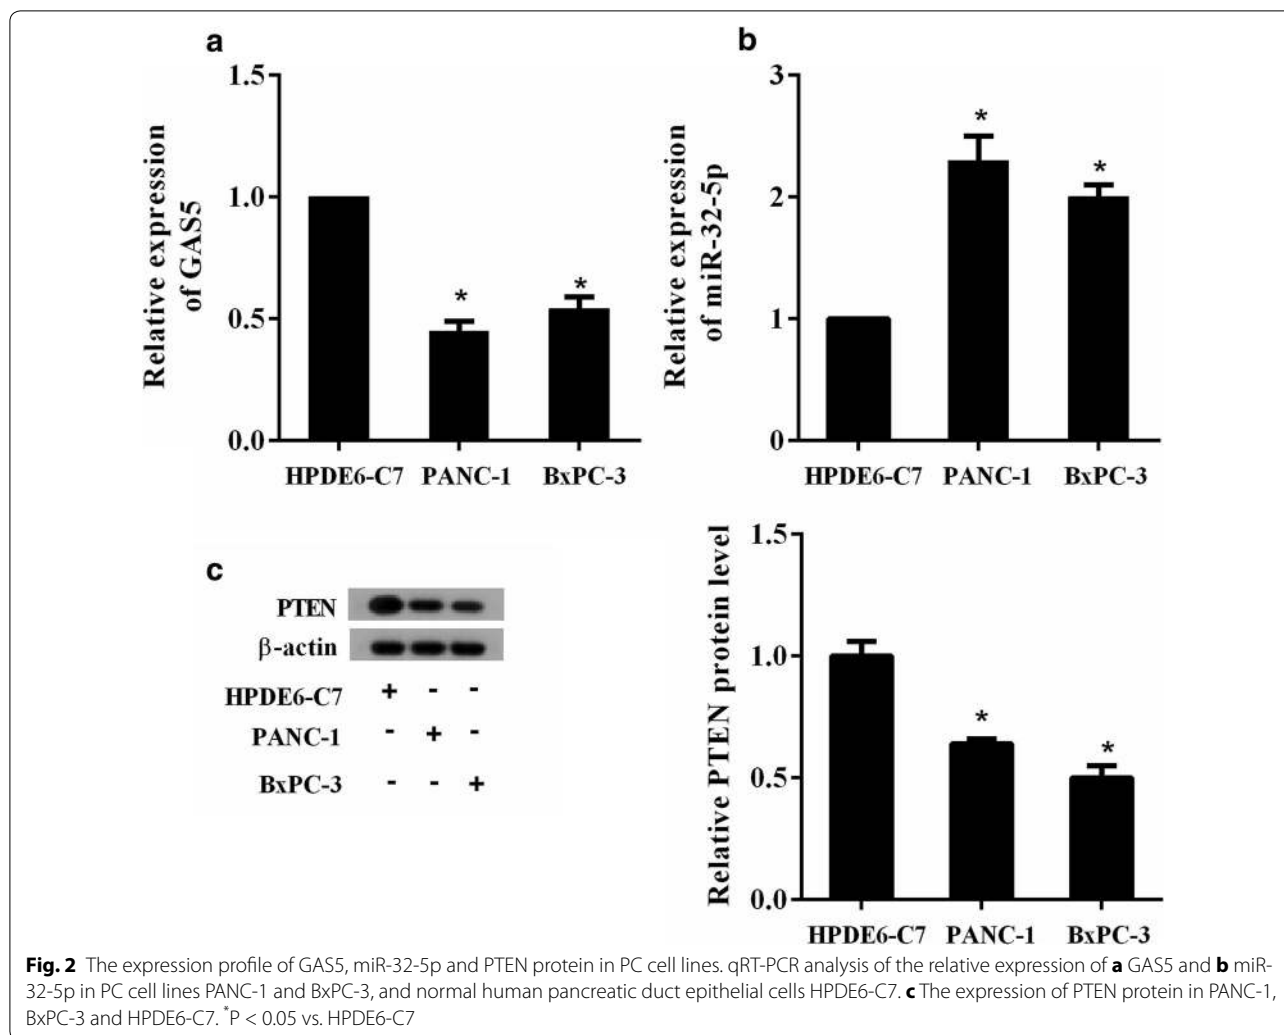 a
Relative expression
of GAS5
1.5
1.0
0.5
0.0
*
*
HPDE6-C7 PANC-1 BxPC-3
b
Relative expression
of miR-32-5p
3
2
1
0
*
*
HPDE6-C7 PANC-1 BxPC-3
c
PTEN
β-actin
HPDE6-C7 + - -
PANC-1 - + -
BxPC-3 - - +
Relative PTEN protein level
1.5
1.0
0.5
0.0
*
*
HPDE6-C7 PANC-1 BxPC-3
Fig. 2 The expression profile of GAS5, miR-32-5p and PTEN protein in PC cell lines. qRT-PCR analysis of the relative expression of a GAS5 and b miR-
32-5p in PC cell lines PANC-1 and BxPC-3, and normal human pancreatic duct epithelial cells HPDE6-C7. c The expression of PTEN protein in PANC-1,
BxPC-3 and HPDE6-C7. *P < 0.05 vs. HPDE6-C7